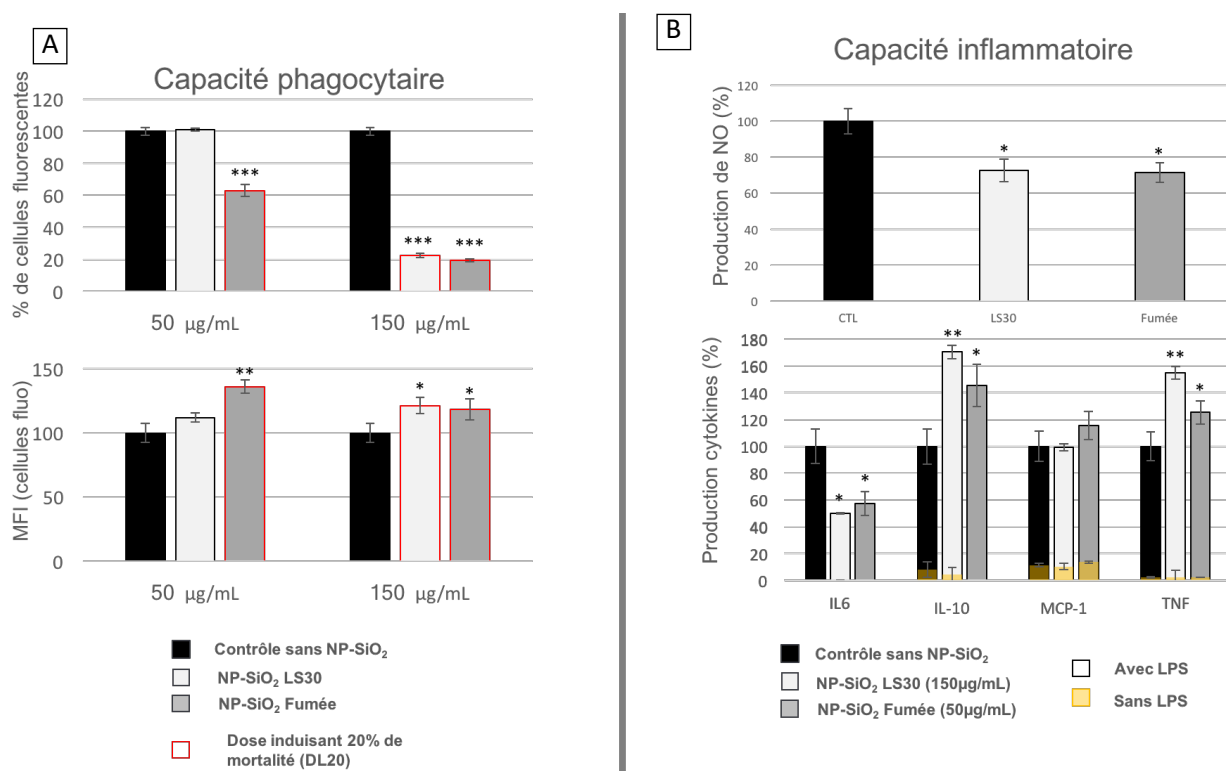 A
Capacité phagocytaire
% de cellules fluorescentes
120
100
80
60
40
20
0
***
***
***
50 µg/mL
150 µg/mL
MFI (cellules fluo)
150
100
50
0
**
*
*
50 µg/mL
150 µg/mL
Contrôle sans NP-SiO₂
NP-SiO₂ LS30
NP-SiO₂ Fumée
Dose induisant 20% de
mortalité (DL20)
B
Capacité inflammatoire
Production de NO (%)
120
100
80
60
40
20
0
*
*
CTL
LS30
Fumée
Production cytokines (%)
180
160
140
120
100
80
60
40
20
0
*
*
**
*
**
*
IL6
IL-10
MCP-1
TNF
Contrôle sans NP-SiO₂
NP-SiO₂ LS30 (150µg/mL)
NP-SiO₂ Fumée (50µg/mL)
Avec LPS
Sans LPS